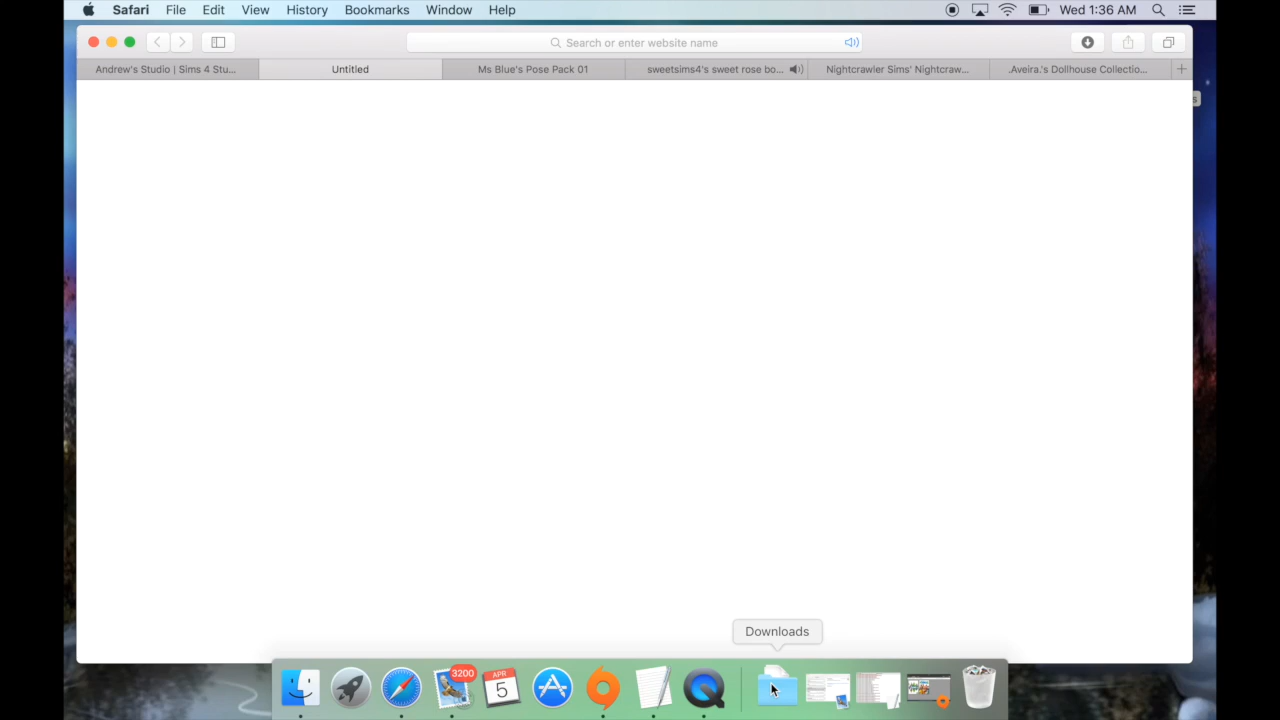 Safari File Edit View History Bookmarks Window Help Wed 1:36 AM
Search or enter website name
Andrew's Studio | Sims 4 Stu... Untitled Ms Blue's Pose Pack 01 sweetsims4's sweet rose bo... Nightcrawler Sims' Nightcraw... .Aveira.'s Dollhouse Collectio...
s
Downloads
3200
APR
5